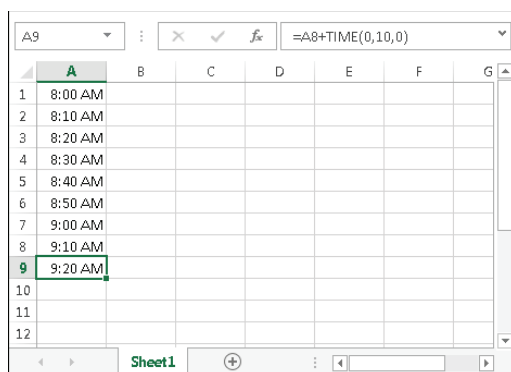 A9 fx =A8+TIME(0,10,0)
A B C D E F G
1 8:00 AM
2 8:10 AM
3 8:20 AM
4 8:30 AM
5 8:40 AM
6 8:50 AM
7 9:00 AM
8 9:10 AM
9 9:20 AM
10
11
12
Sheet1